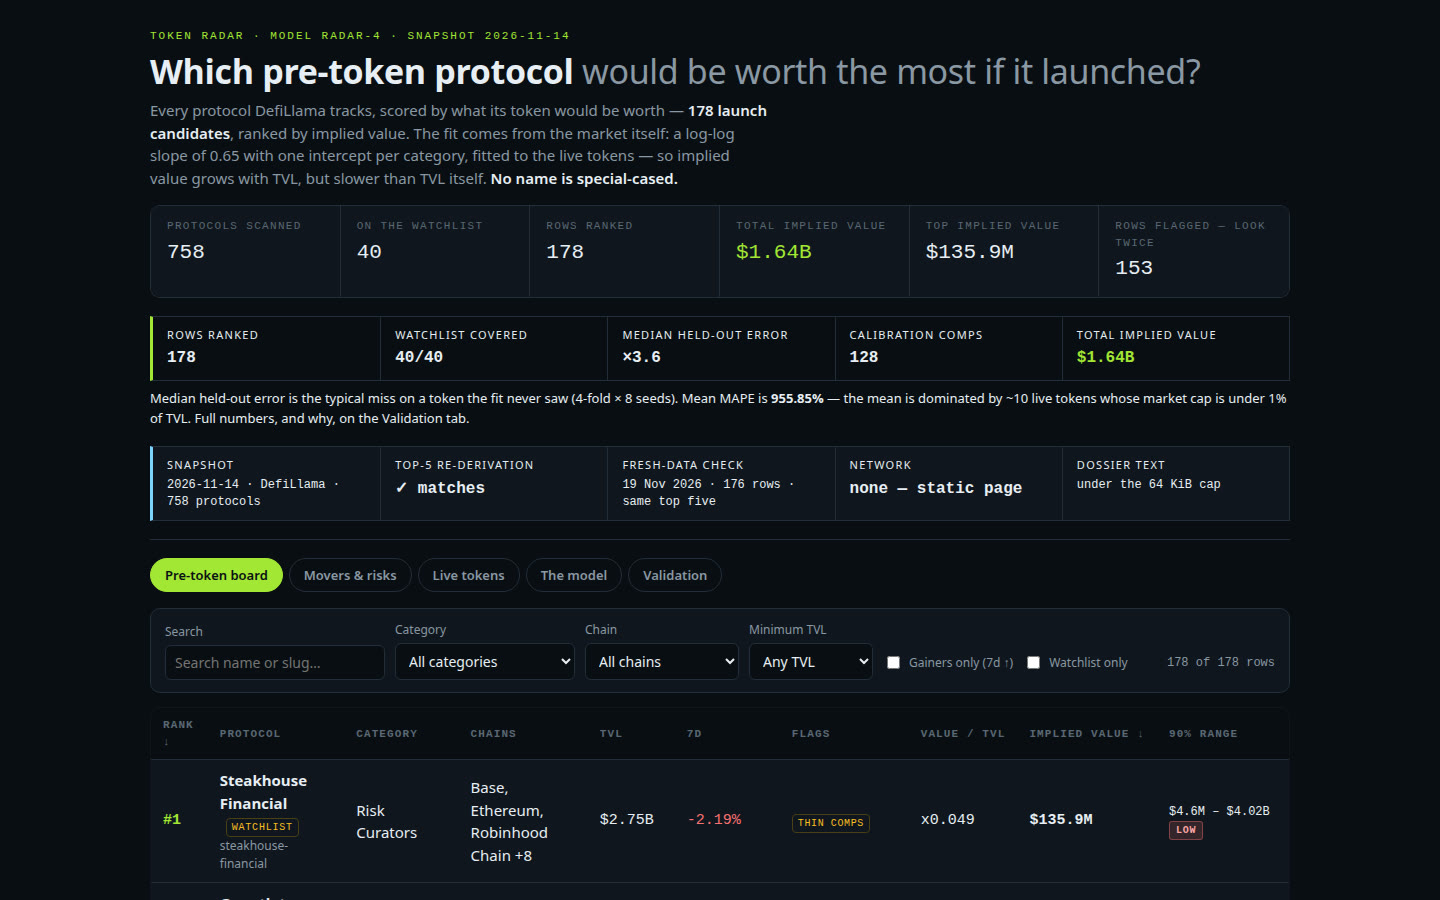 TOKEN RADAR · MODEL RADAR-4 · SNAPSHOT 2026-11-14
Which pre-token protocol would be worth the most if it launched?
Every protocol DefiLlama tracks, scored by what its token would be worth — 178 launch
candidates, ranked by implied value. The fit comes from the market itself: a log-log
slope of 0.65 with one intercept per category, fitted to the live tokens — so implied
value grows with TVL, but slower than TVL itself. No name is special-cased.
PROTOCOLS SCANNED
758
ON THE WATCHLIST
40
ROWS RANKED
178
TOTAL IMPLIED VALUE
$1.64B
TOP IMPLIED VALUE
$135.9M
ROWS FLAGGED — LOOK
TWICE
153
ROWS RANKED
178
WATCHLIST COVERED
40/40
MEDIAN HELD-OUT ERROR
×3.6
CALIBRATION COMPS
128
TOTAL IMPLIED VALUE
$1.64B
Median held-out error is the typical miss on a token the fit never saw (4-fold × 8 seeds). Mean MAPE is 955.85% — the mean is dominated by ~10 live tokens whose market cap is under 1%
of TVL. Full numbers, and why, on the Validation tab.
SNAPSHOT
2026-11-14 · DefiLlama ·
758 protocols
TOP-5 RE-DERIVATION
✓ matches
FRESH-DATA CHECK
19 Nov 2026 · 176 rows ·
same top five
NETWORK
none — static page
DOSSIER TEXT
under the 64 KiB cap
Pre-token board
Movers & risks
Live tokens
The model
Validation
Search
Search name or slug...
Category
All categories
Chain
All chains
Minimum TVL
Any TVL
Gainers only (7d ↑)
Watchlist only
178 of 178 rows
RANK
↓
PROTOCOL
CATEGORY
CHAINS
TVL
7D
FLAGS
VALUE / TVL
IMPLIED VALUE ↓
90% RANGE
#1
Steakhouse
Financial
WATCHLIST
steakhouse-
financial
Risk
Curators
Base,
Ethereum,
Robinhood
Chain +8
$2.75B
-2.19%
THIN COMPS
x0.049
$135.9M
$4.6M – $4.02B
LOW